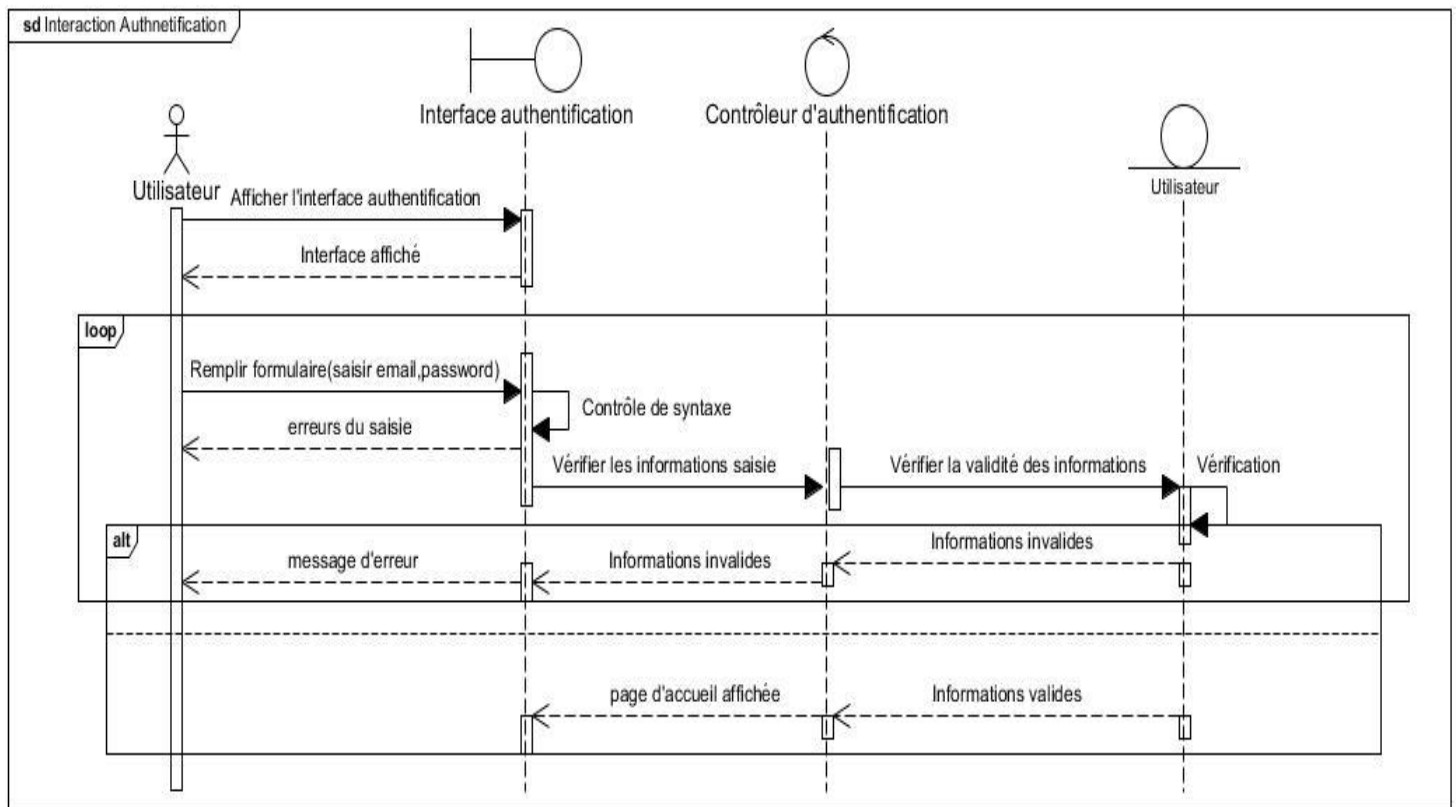 sd Interaction Authnetification
Interface authentification
Contrôleur d'authentification
Utilisateur
Utilisateur
Afficher l'interface authentification
Interface affiché
loop
Remplir formulaire(saisir email,password)
Contrôle de syntaxe
erreurs du saisie
Vérifier les informations saisie
Vérifier la validité des informations
Vérification
alt
Informations invalides
message d'erreur
Informations invalides
page d'accueil affichée
Informations valides